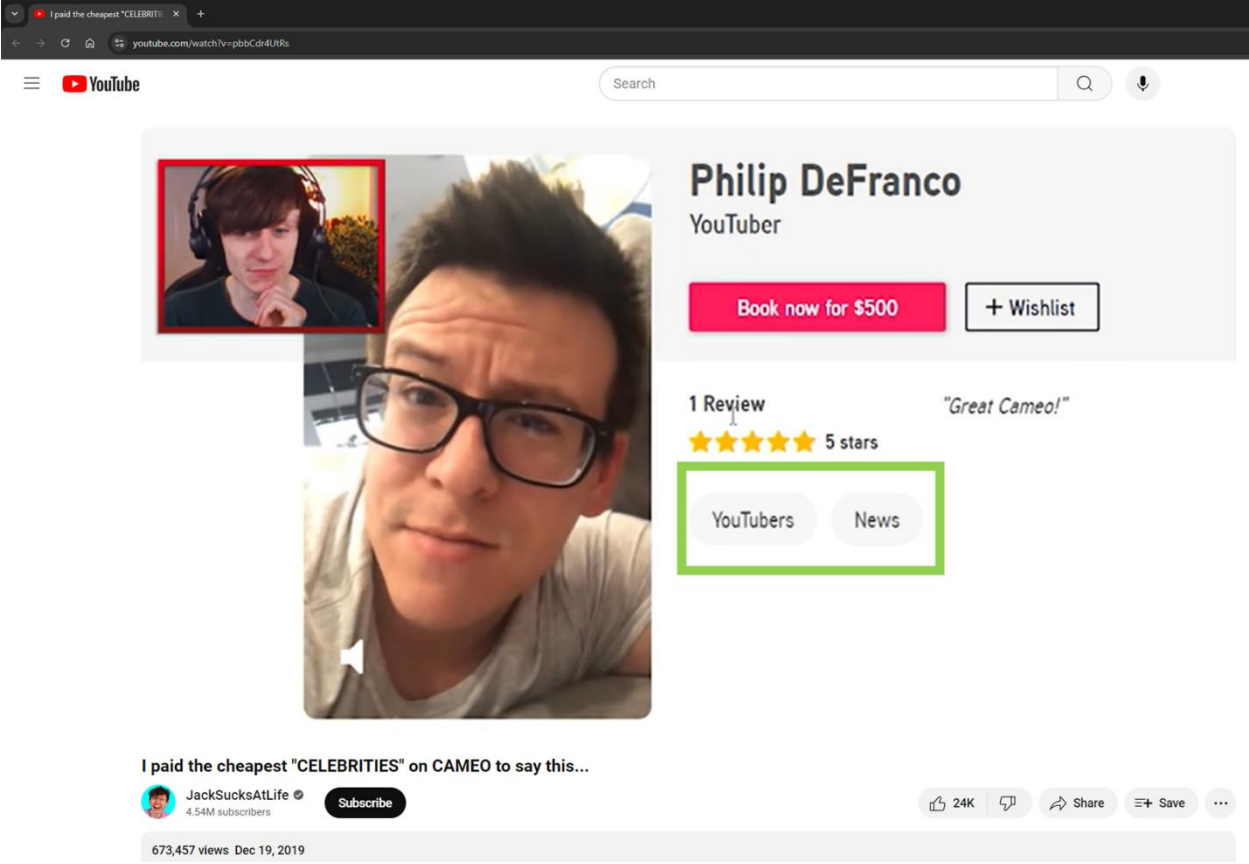 I paid the cheapest "CELEBRITI
youtube.com/watch?v=pbbCdr4UtRs
YouTube
Search
Philip DeFranco
YouTuber
Book now for $500
+ Wishlist
1 Review
"Great Cameo!"
5 stars
YouTubers
News
I paid the cheapest "CELEBRITIES" on CAMEO to say this...
JackSucksAtLife
4.54M subscribers
Subscribe
24K
Share
Save
673,457 views Dec 19, 2019